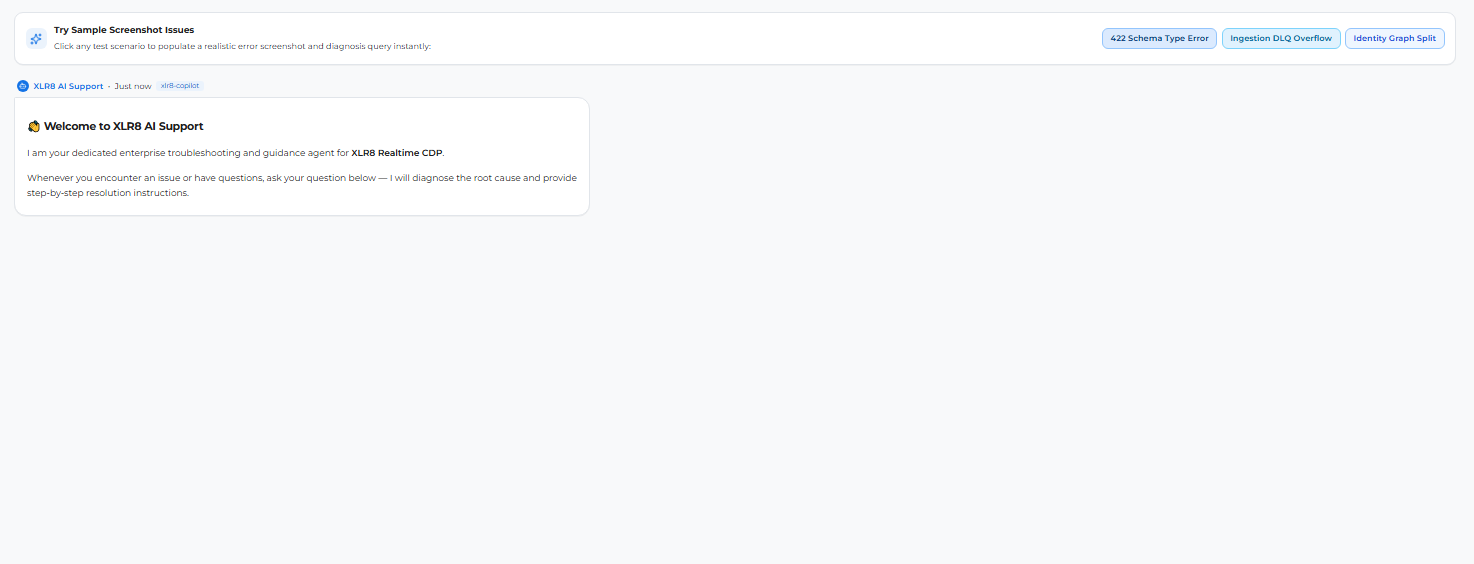 Try Sample Screenshot Issues
Click any test scenario to populate a realistic error screenshot and diagnosis query instantly:
422 Schema Type Error
Ingestion DLQ Overflow
Identity Graph Split
XLR8 AI Support • Just now xlr8-copilot
👏 Welcome to XLR8 AI Support
I am your dedicated enterprise troubleshooting and guidance agent for XLR8 Realtime CDP.
Whenever you encounter an issue or have questions, ask your question below — I will diagnose the root cause and provide
step-by-step resolution instructions.